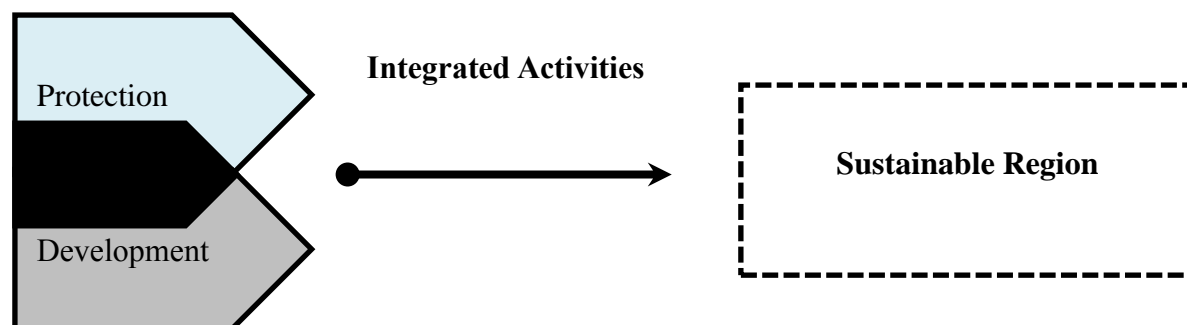 Protection
Integrated Activities
Sustainable Region
Development